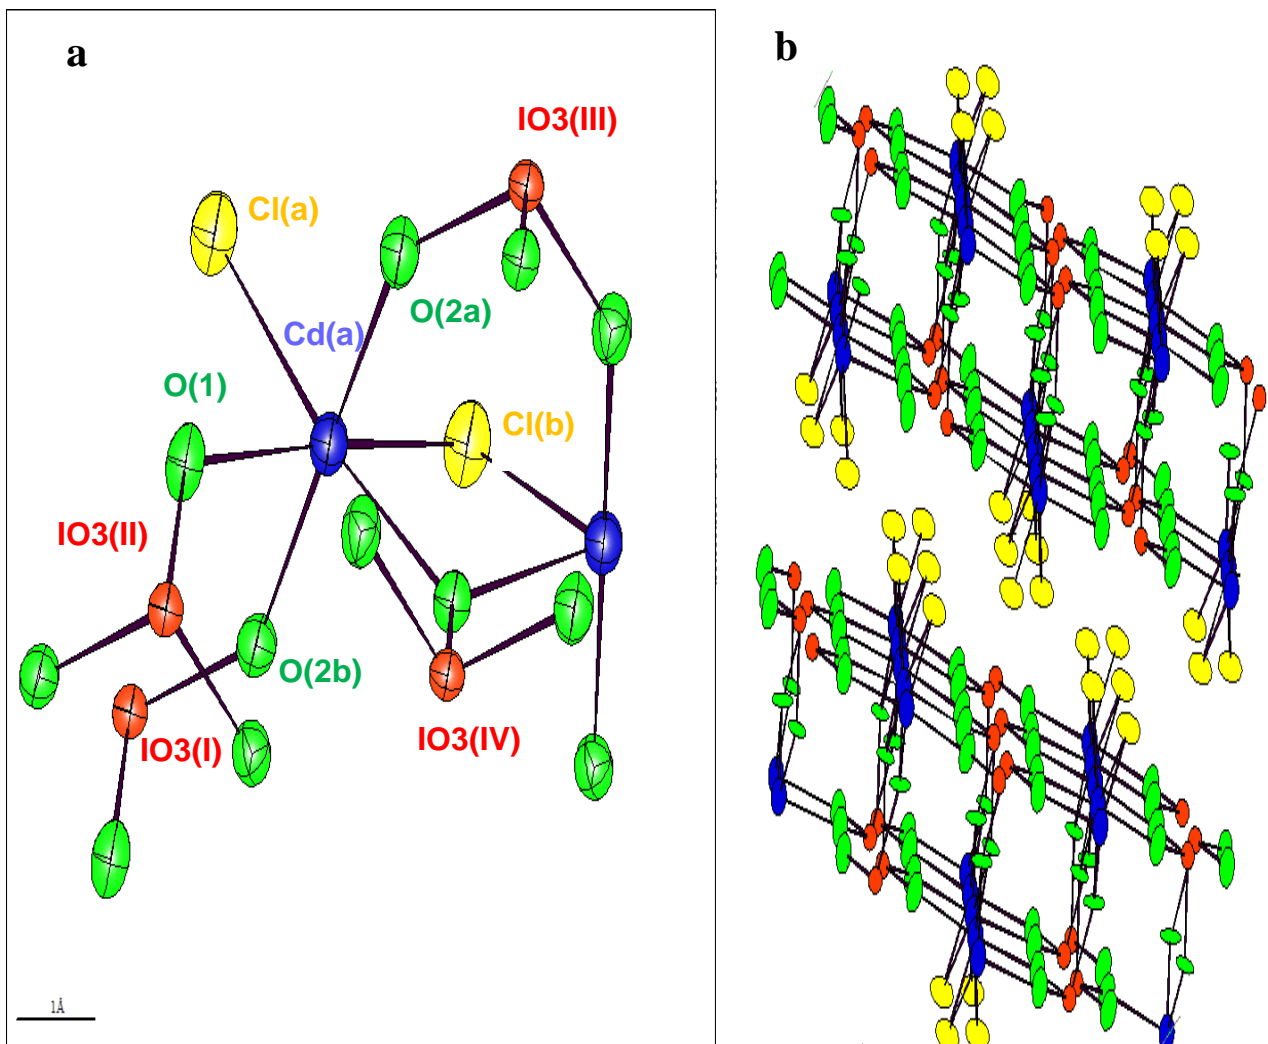 a
b
IO3(III)
Cl(a)
O(2a)
Cd(a)
O(1)
Cl(b)
IO3(II)
O(2b)
IO3(I)
IO3(IV)
1Å